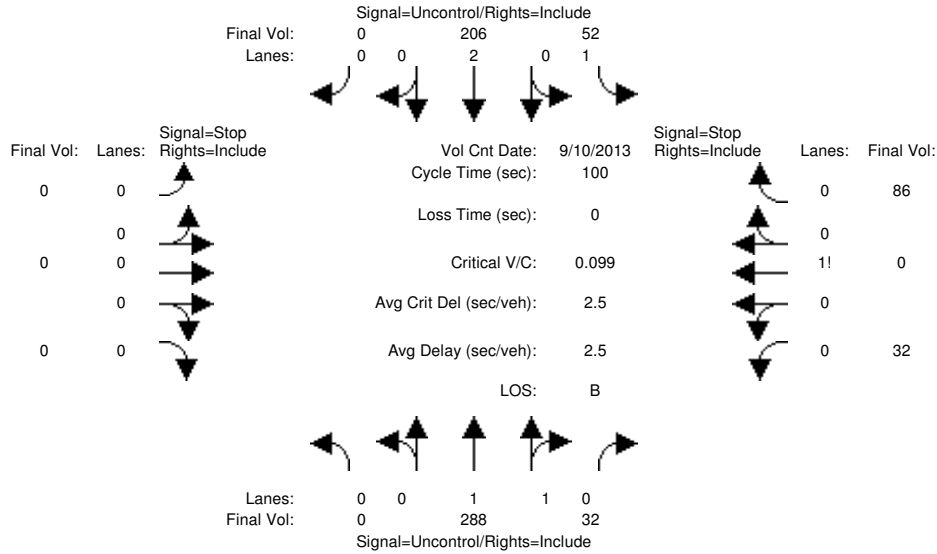 Signal=Uncontrol/Rights=Include
Final Vol: 0 206 52
Lanes: 0 0 2 0 1
Signal=Stop
Final Vol: Lanes: Rights=Include
Vol Cnt Date: 9/10/2013
Signal=Stop
Rights=Include Lanes: Final Vol:
Cycle Time (sec): 100
0 0
0 86
Loss Time (sec): 0
0
0
0 0
Critical V/C: 0.099
1! 0
0
Avg Crit Del (sec/veh): 2.5
0
0 0
Avg Delay (sec/veh): 2.5
0 32
LOS: B
Lanes: 0 0 1 1 0
Final Vol: 0 288 32
Signal=Uncontrol/Rights=Include